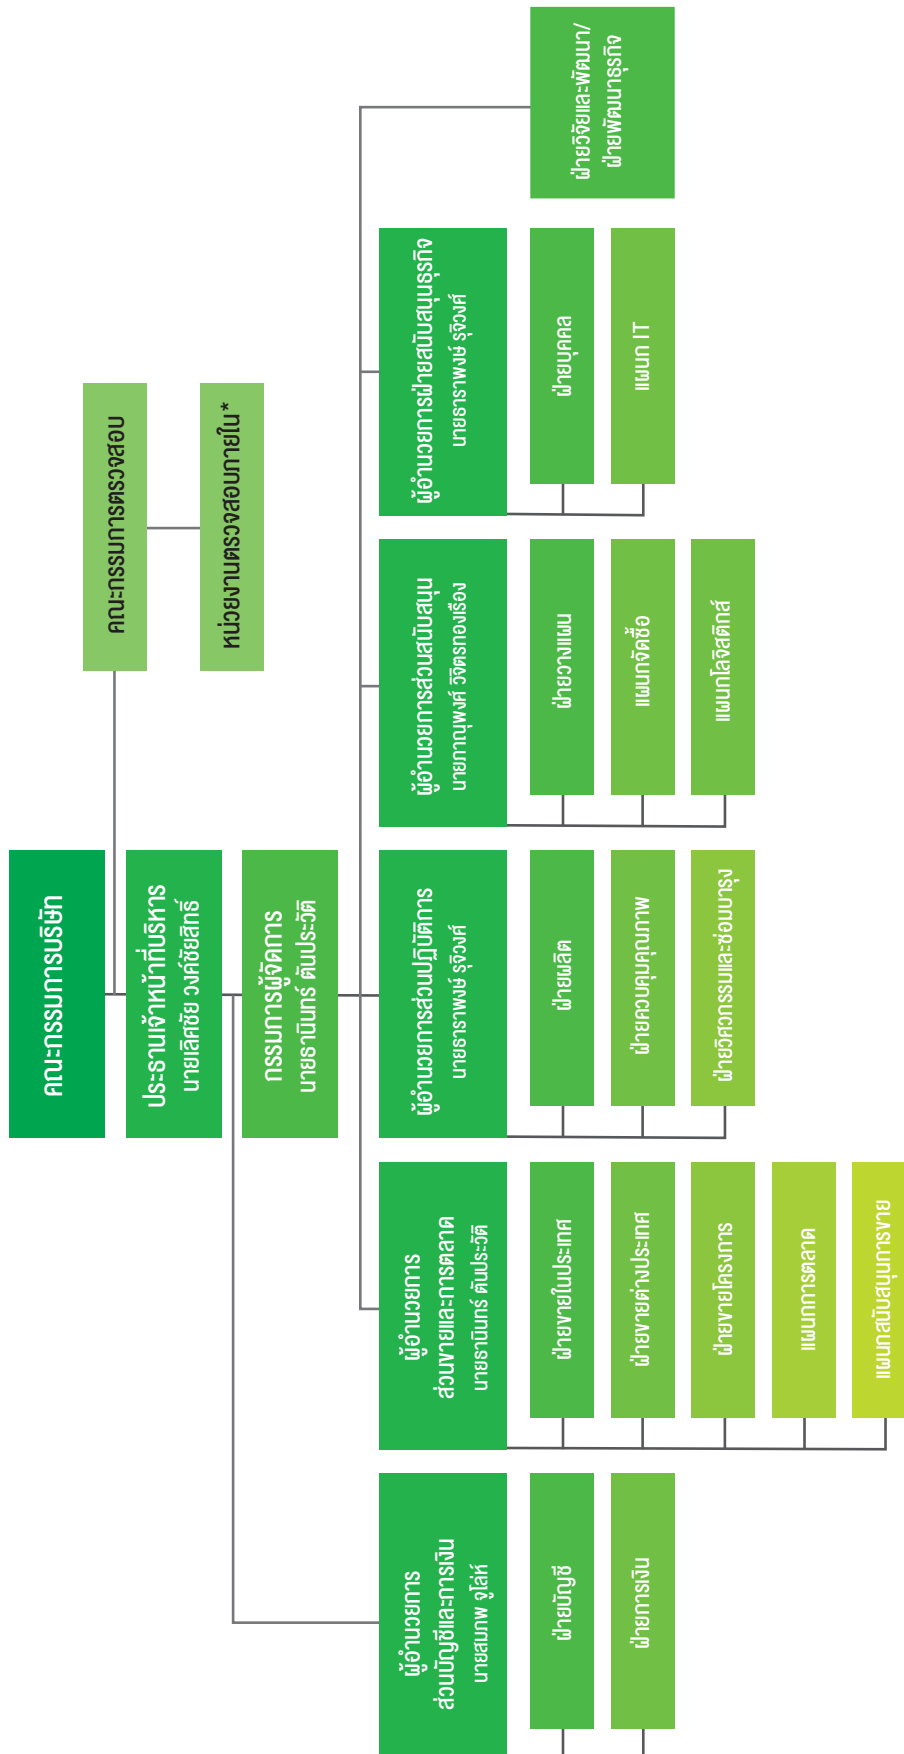 คณะกรรมการบริษัท
คณะกรรมการตรวจสอบ
หน่วยงานตรวจสอบภายใน*
ประธานเจ้าหน้าที่บริหาร
นายเลิศชัย วงค์ชัยสิทธิ์
กรรมการผู้จัดการ
นายธานินทร์ ตันประวัติ
ผู้อำนวยการ
ส่วนบัญชีและการเงิน
นายสมภพ จูโล่ห์
ฝ่ายบัญชี
ฝ่ายการเงิน
ผู้อำนวยการ
ส่วนขายและการตลาด
นายธานินทร์ ตันประวัติ
ฝ่ายขายในประเทศ
ฝ่ายขายต่างประเทศ
ฝ่ายขายโครงการ
แผนกการตลาด
แผนกสนับสนุนการขาย
ผู้อำนวยการส่วนปฏิบัติการ
นายธาราพงษ์ รุจิวงศ์
ฝ่ายผลิต
ฝ่ายควบคุมคุณภาพ
ฝ่ายวิศวกรรมและซ่อมบำรุง
ผู้อำนวยการส่วนสนับสนุน
นายภาณุพงศ์ วิจิตรทองเรือง
ฝ่ายวางแผน
แผนกจัดซื้อ
แผนกโลจิสติกส์
ผู้อำนวยการฝ่ายสนับสนุนธุรกิจ
นายธาราพงษ์ รุจิวงศ์
ฝ่ายบุคคล
แผนก IT
ฝ่ายวิจัยและพัฒนา/
ฝ่ายพัฒนาธุรกิจ